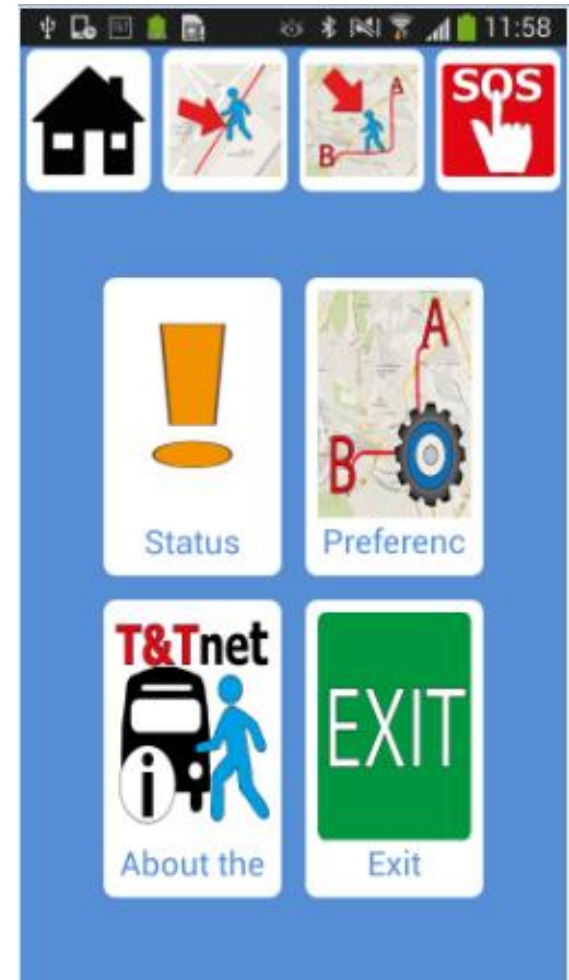 11:58
A
B
SOS
A
B
Status
Preferenc
T&Tnet
i
About the
EXIT
Exit